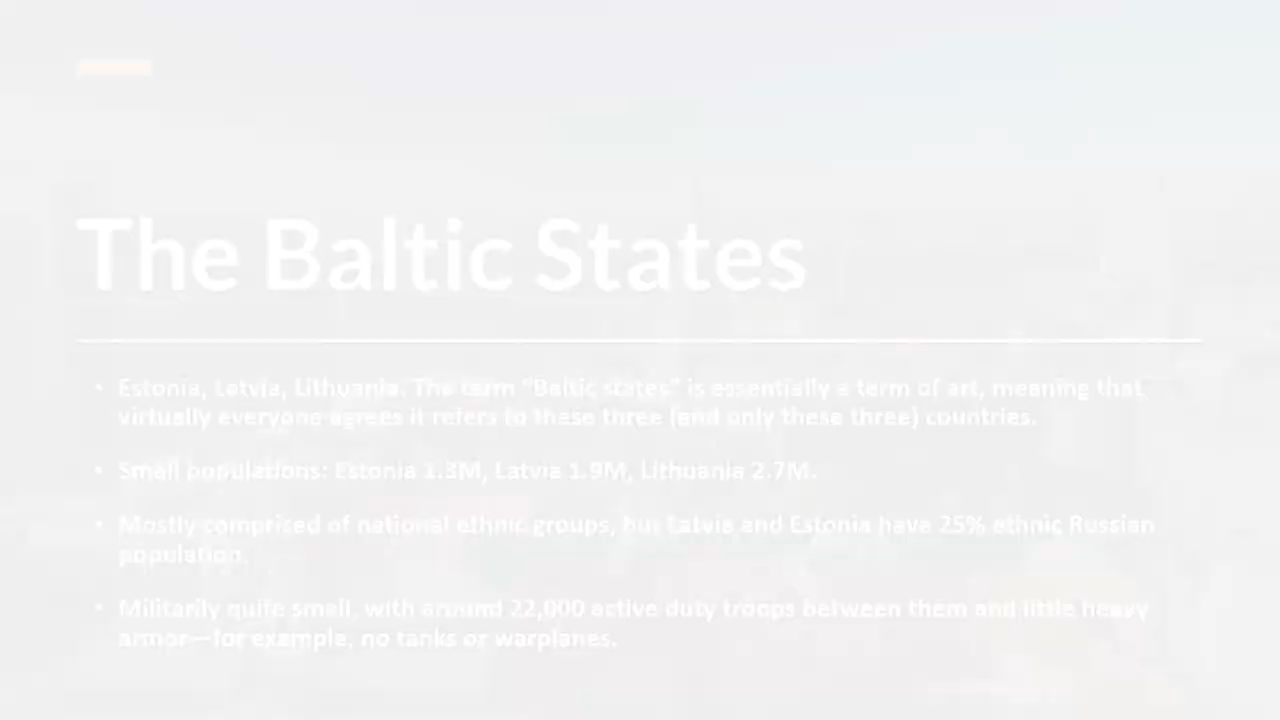 The Baltic States
• Estonia, Latvia, Lithuania. The term "Baltic states" is essentially a term of art, meaning that
virtually everyone agrees it refers to these three (and only these three) countries.
• Small populations: Estonia 1.3M, Latvia 1.9M, Lithuania 2.7M.
• Mostly comprised of national ethnic groups, but Latvia and Estonia have 25% ethnic Russian
population.
• Militarily quite small, with around 22,000 active duty troops between them and little heavy
armor—for example, no tanks or warplanes.